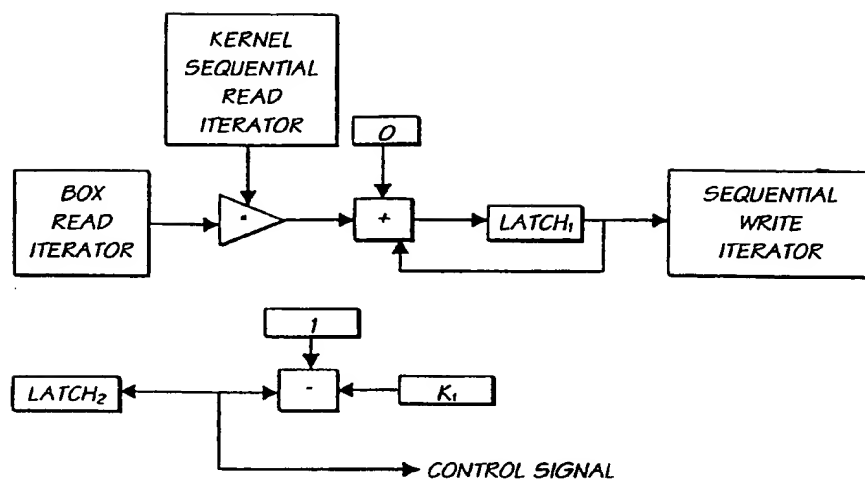 KERNEL
SEQUENTIAL
READ
ITERATOR
0
BOX
READ
ITERATOR
*
+
LATCH₁
SEQUENTIAL
WRITE
ITERATOR
1
LATCH₂
-
K₁
CONTROL SIGNAL